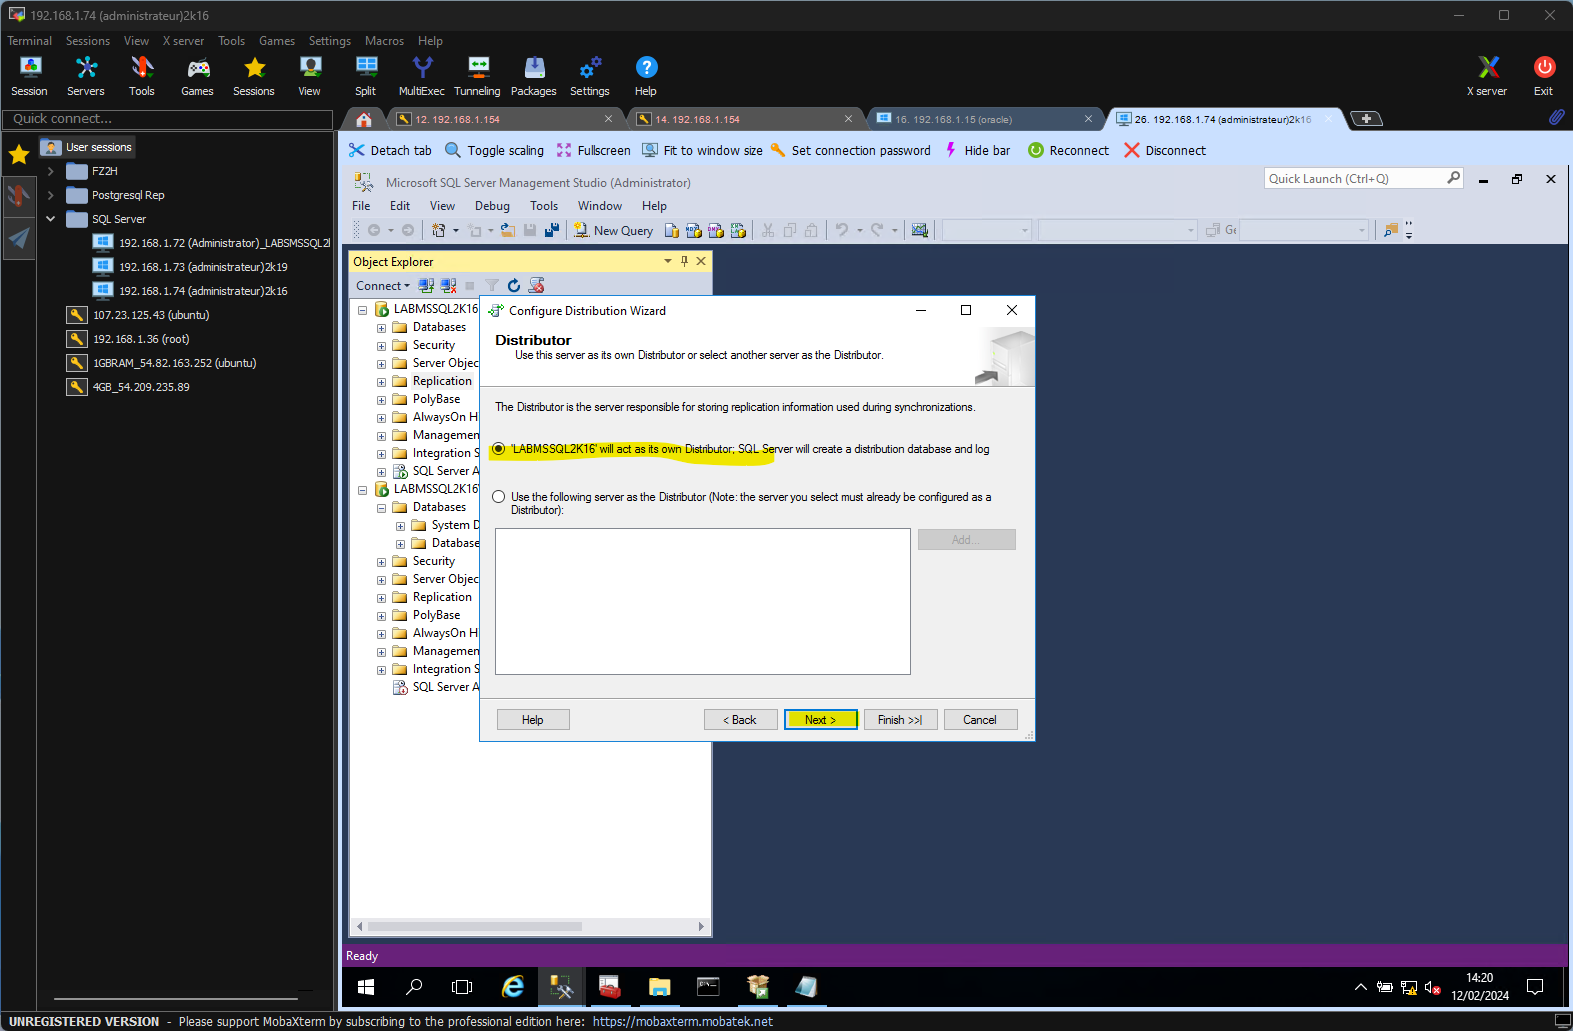 192.168.1.74 (administrateur)2k16
Terminal Sessions View X server Tools Games Settings Macros Help
Session Servers Tools Games Sessions View Split MultiExec Tunneling Packages Settings Help X server Exit
Quick connect...
12. 192.168.1.154
14. 192.168.1.154
16. 192.168.1.15 (oracle)
26. 192.168.1.74 (administrateur)2k16
User sessions
FZ2H
Postgresql Rep
SQL Server
192.168.1.72 (Administrator)_LABSMSSQL2
192.168.1.73 (administrateur)2k19
192.168.1.74 (administrateur)2k16
107.23.125.43 (ubuntu)
192.168.1.36 (root)
1GBRAM_54.82.163.252 (ubuntu)
4GB_54.209.235.89
Detach tab Toggle scaling Fullscreen Fit to window size Set connection password Hide bar Reconnect Disconnect
Microsoft SQL Server Management Studio (Administrator)
Quick Launch (Ctrl+Q)
File Edit View Debug Tools Window Help
New Query
Ge
Object Explorer
Connect
LABMSSQL2K16
Databases
Security
Server Objec
Replication
PolyBase
AlwaysOn H
Managemen
Integration S
SQL Server A
LABMSSQL2K16
Databases
System D
Database
Security
Server Objec
Replication
PolyBase
AlwaysOn H
Managemen
Integration S
SQL Server A
Configure Distribution Wizard
Distributor
Use this server as its own Distributor or select another server as the Distributor.
The Distributor is the server responsible for storing replication information used during synchronizations.
'LABMSSQL2K16' will act as its own Distributor; SQL Server will create a distribution database and log
Use the following server as the Distributor (Note: the server you select must already be configured as a
Distributor):
Add...
Help < Back Next > Finish >>| Cancel
Ready
14:20
12/02/2024
UNREGISTERED VERSION - Please support MobaXterm by subscribing to the professional edition here: https://mobaxterm.mobatek.net